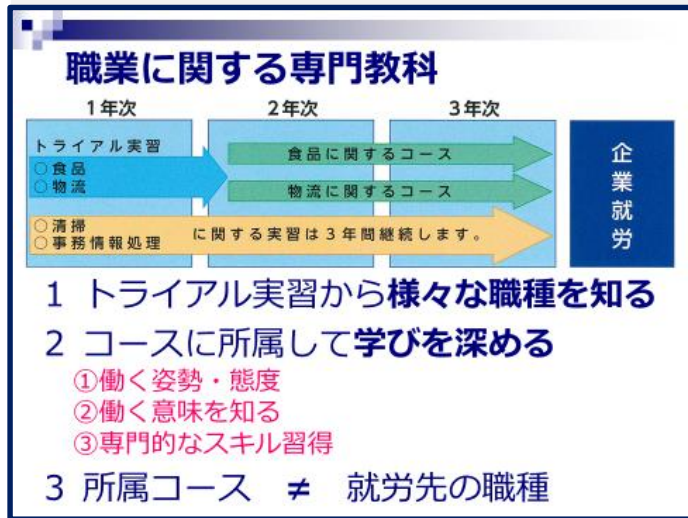 職業に関する専門教科
1年次 2年次 3年次
トライアル実習
○食品
○物流
食品に関するコース
物流に関するコース
○清掃
○事務情報処理
に関する実習は3年間継続します。
企業就労
1 トライアル実習から様々な職種を知る
2 コースに所属して学びを深める
①働く姿勢・態度
②働く意味を知る
③専門的なスキル習得
3 所属コース ≠ 就労先の職種